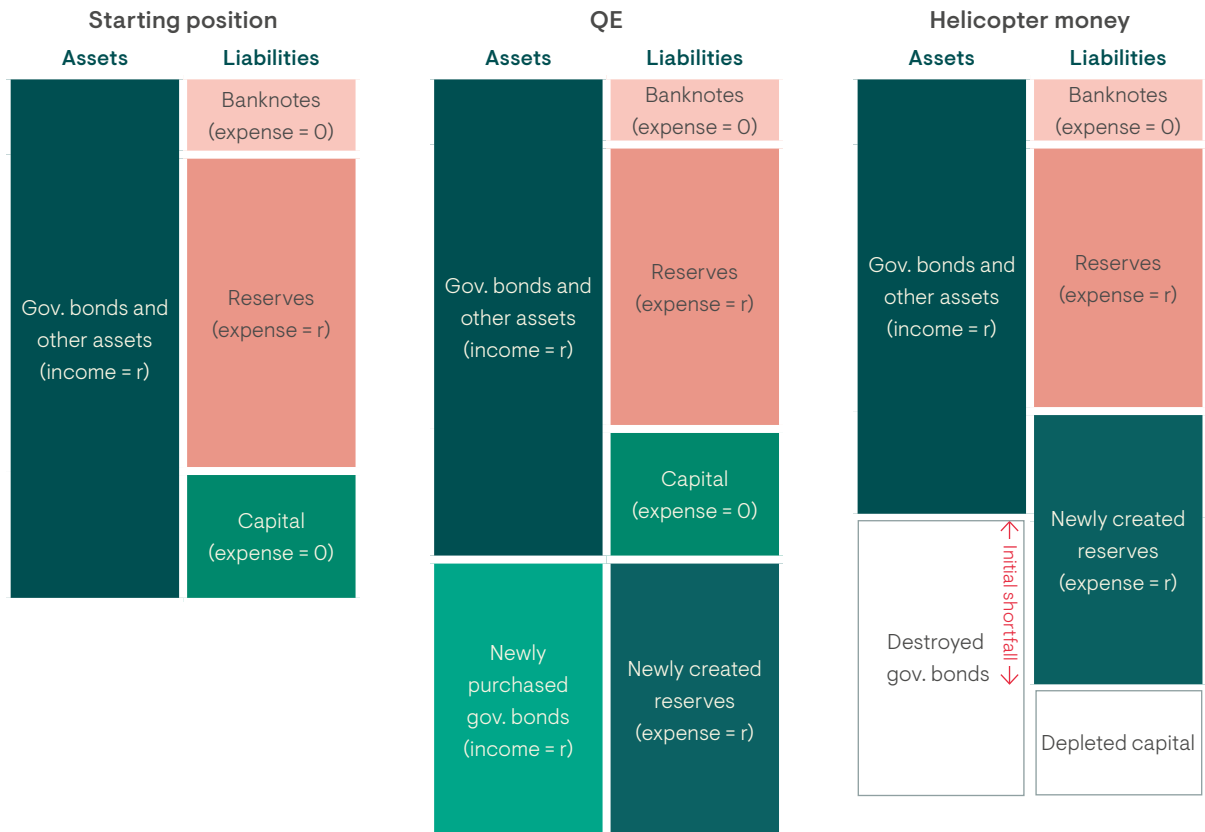 Starting position
Assets
Liabilities
Gov. bonds and
other assets
(income = r)
Banknotes
(expense = 0)
Reserves
(expense = r)
Capital
(expense = 0)
QE
Assets
Liabilities
Gov. bonds and
other assets
(income = r)
Newly
purchased
gov. bonds
(income = r)
Banknotes
(expense = 0)
Reserves
(expense = r)
Capital
(expense = 0)
Newly created
reserves
(expense = r)
Helicopter money
Assets
Liabilities
Gov. bonds and
other assets
(income = r)
Destroyed
gov. bonds
Initial shortfall
Banknotes
(expense = 0)
Reserves
(expense = r)
Newly created
reserves
(expense = r)
Depleted capital